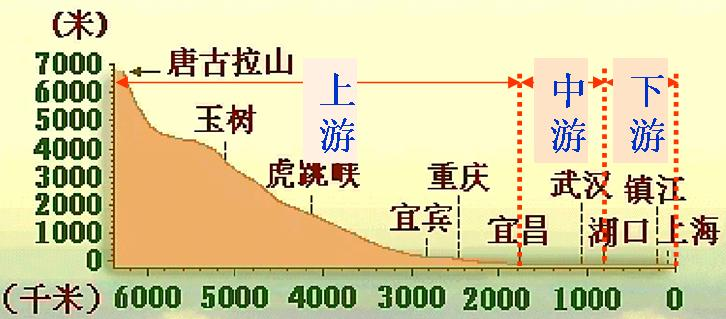 (米)
7000
6000
5000
4000
3000
2000
1000
0
唐古拉山
上游
中游
下游
玉树
虎跳峡
重庆
武汉
镇江
宜宾
宜昌
湖口
上海
(千米) 6000 5000 4000 3000 2000 1000 0